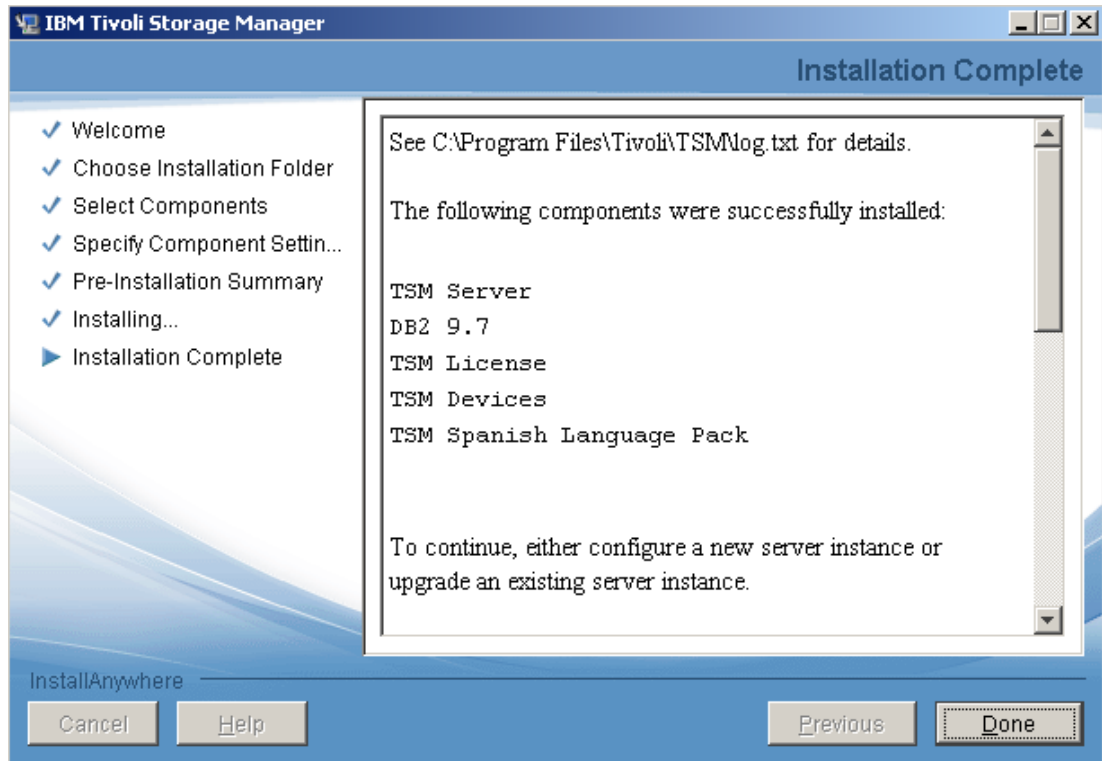 IBM Tivoli Storage Manager
Installation Complete
Welcome
Choose Installation Folder
Select Components
Specify Component Settin...
Pre-Installation Summary
Installing...
Installation Complete
See C:\Program Files\Tivoli\TSM\log.txt for details.
The following components were successfully installed:
TSM Server
DB2 9.7
TSM License
TSM Devices
TSM Spanish Language Pack
To continue, either configure a new server instance or
upgrade an existing server instance.
InstallAnywhere
Cancel
Help
Previous
Done